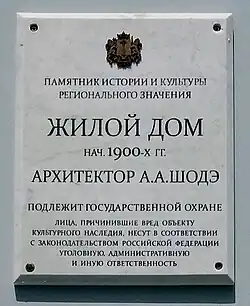 ПАМЯТНИК ИСТОРИИ И КУЛЬТУРЫ
РЕГИОНАЛЬНОГО ЗНАЧЕНИЯ
ЖИЛОЙ ДОМ
НАЧ. 1900-Х ГГ.
АРХИТЕКТОР А.А.ШОДЭ
ПОДЛЕЖИТ ГОСУДАРСТВЕННОЙ ОХРАНЕ
ЛИЦА, ПРИЧИНИВШИЕ ВРЕД ОБЪЕКТУ
КУЛЬТУРНОГО НАСЛЕДИЯ, НЕСУТ В СООТВЕТСТВИИ
С ЗАКОНОДАТЕЛЬСТВОМ РОССИЙСКОЙ ФЕДЕРАЦИИ
УГОЛОВНУЮ, АДМИНИСТРАТИВНУЮ
И ИНУЮ ОТВЕТСТВЕННОСТЬ